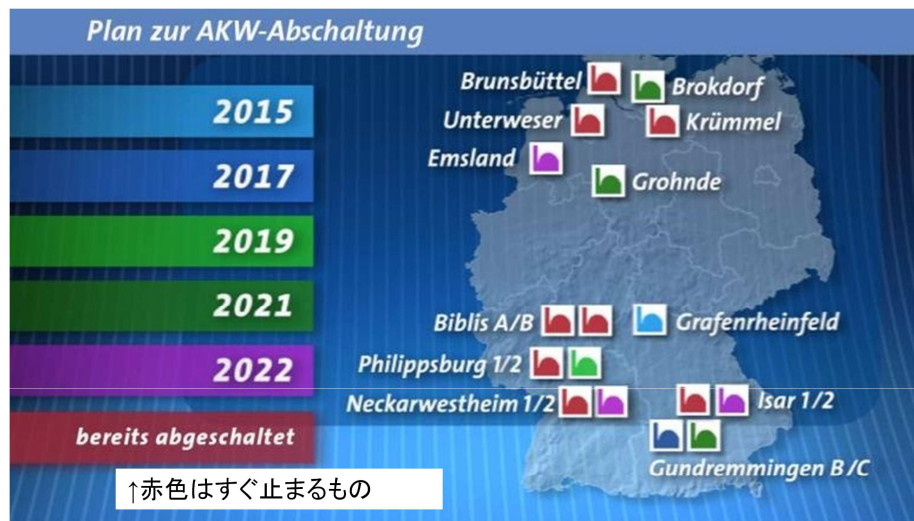 Plan zur AKW-Abschaltung
2015
2017
2019
2021
2022
bereits abgeschaltet
↑赤色はすぐ止まるもの
Brunsbüttel
Brokdorf
Unterweser
Krümmel
Emsland
Grohnde
Biblis A/B
Grafenrheinfeld
Philippsburg 1/2
Neckarwestheim 1/2
Isar 1/2
Gundremmingen B/C